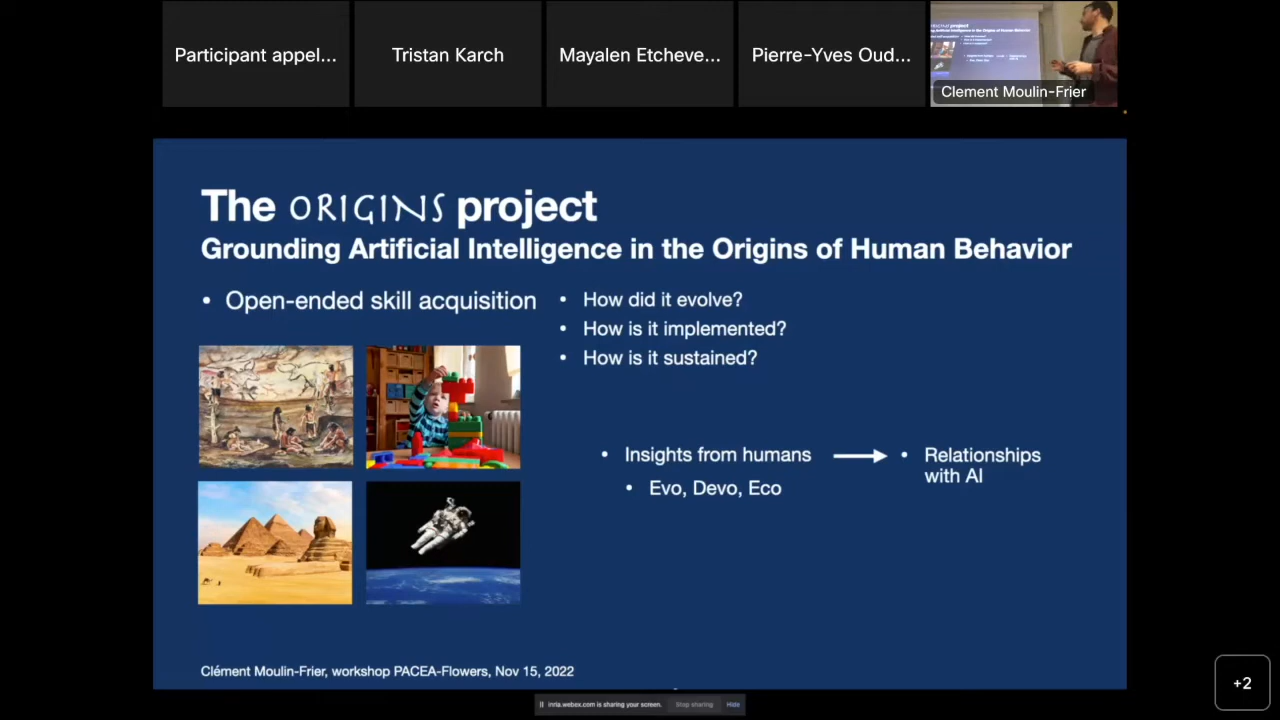 Participant appel...
Tristan Karch
Mayalen Etcheve...
Pierre-Yves Oud...
Clement Moulin-Frier
The ORIGINS project
Grounding Artificial Intelligence in the Origins of Human Behavior
• Open-ended skill acquisition
• How did it evolve?
• How is it implemented?
• How is it sustained?
• Insights from humans
• Evo, Devo, Eco
• Relationships
with AI
Clément Moulin-Frier, workshop PACEA-Flowers, Nov 15, 2022
inria.webex.com is sharing your screen.
Stop sharing
Hide
+2